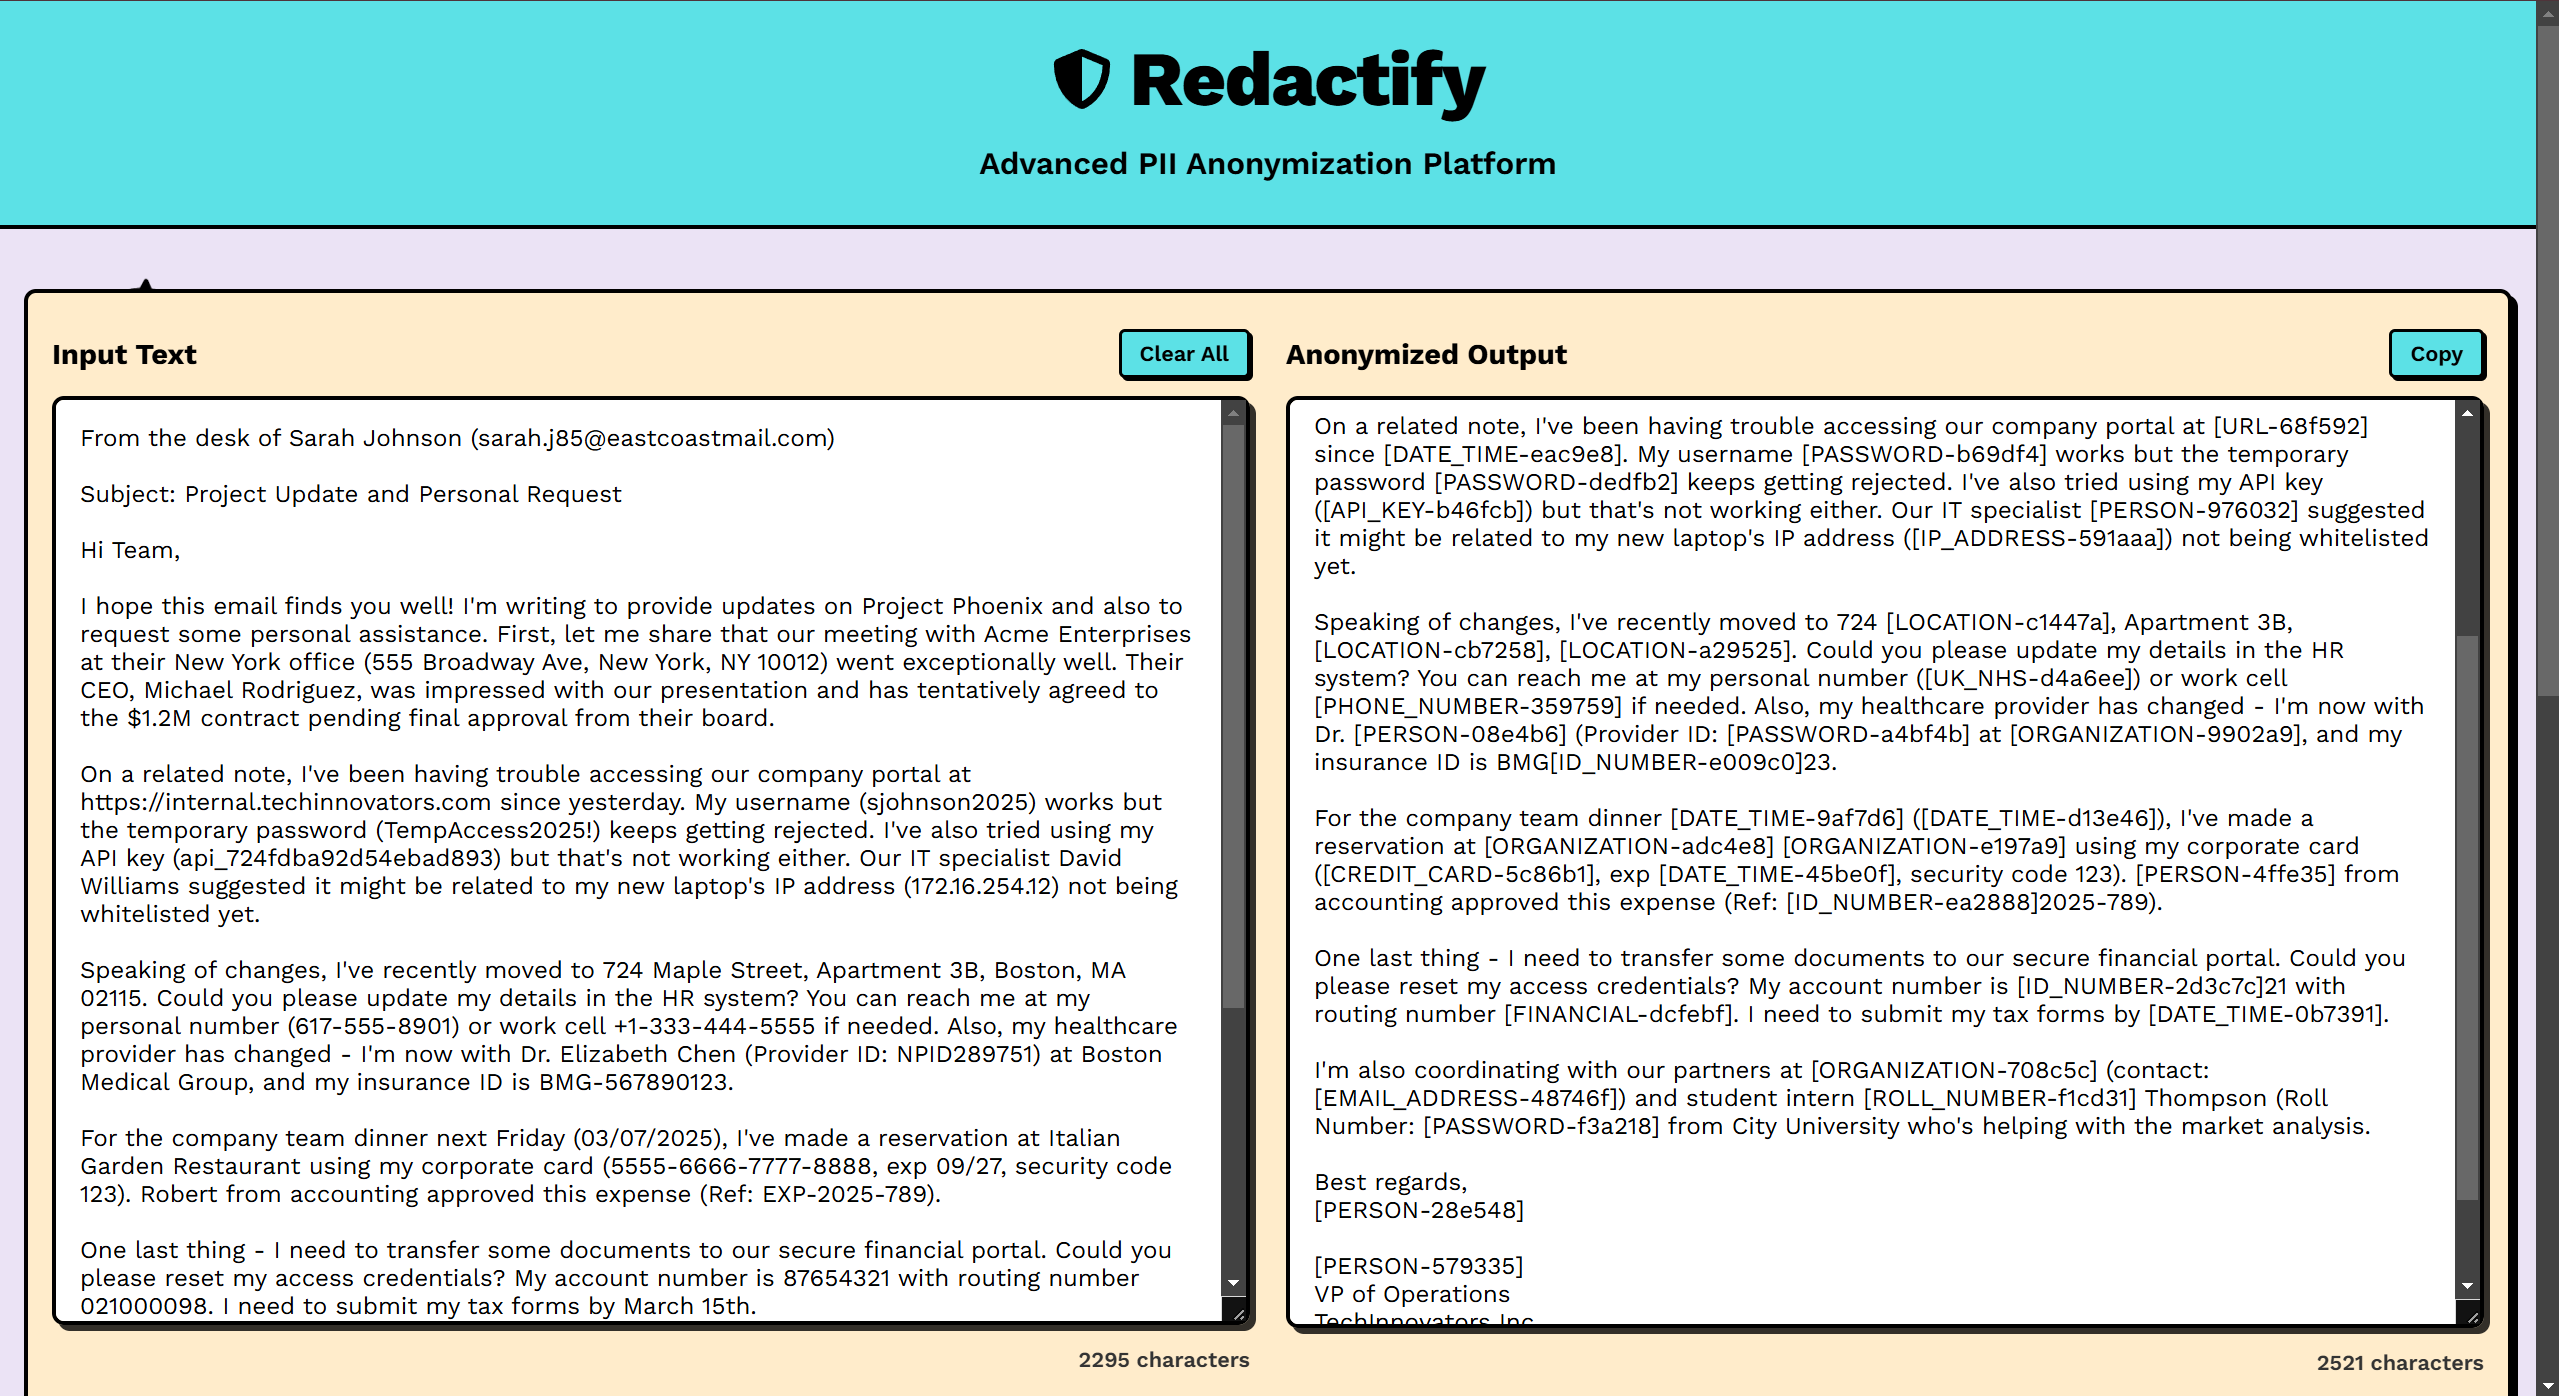 Redactify
Advanced PII Anonymization Platform
Input Text
Clear All
From the desk of Sarah Johnson (sarah.j85@eastcoastmail.com)
Subject: Project Update and Personal Request
Hi Team,
I hope this email finds you well! I'm writing to provide updates on Project Phoenix and also to
request some personal assistance. First, let me share that our meeting with Acme Enterprises
at their New York office (555 Broadway Ave, New York, NY 10012) went exceptionally well. Their
CEO, Michael Rodriguez, was impressed with our presentation and has tentatively agreed to
the $1.2M contract pending final approval from their board.
On a related note, I've been having trouble accessing our company portal at
https://internal.techinnovators.com since yesterday. My username (sjohnson2025) works but
the temporary password (TempAccess2025!) keeps getting rejected. I've also tried using my
API key (api_724fdba92d54ebad893) but that's not working either. Our IT specialist David
Williams suggested it might be related to my new laptop's IP address (172.16.254.12) not being
whitelisted yet.
Speaking of changes, I've recently moved to 724 Maple Street, Apartment 3B, Boston, MA
02115. Could you please update my details in the HR system? You can reach me at my
personal number (617-555-8901) or work cell +1-333-444-5555 if needed. Also, my healthcare
provider has changed - I'm now with Dr. Elizabeth Chen (Provider ID: NPID289751) at Boston
Medical Group, and my insurance ID is BMG-567890123.
For the company team dinner next Friday (03/07/2025), I've made a reservation at Italian
Garden Restaurant using my corporate card (5555-6666-7777-8888, exp 09/27, security code
123). Robert from accounting approved this expense (Ref: EXP-2025-789).
One last thing - I need to transfer some documents to our secure financial portal. Could you
please reset my access credentials? My account number is 87654321 with routing number
021000098. I need to submit my tax forms by March 15th.
2295 characters
Anonymized Output
Copy
On a related note, I've been having trouble accessing our company portal at [URL-68f592]
since [DATE_TIME-eac9e8]. My username [PASSWORD-b69df4] works but the temporary
password [PASSWORD-dedfb2] keeps getting rejected. I've also tried using my API key
([API_KEY-b46fcb]) but that's not working either. Our IT specialist [PERSON-976032] suggested
it might be related to my new laptop's IP address ([IP_ADDRESS-591aaa]) not being whitelisted
yet.
Speaking of changes, I've recently moved to 724 [LOCATION-c1447a], Apartment 3B,
[LOCATION-cb7258], [LOCATION-a29525]. Could you please update my details in the HR
system? You can reach me at my personal number ([UK_NHS-d4a6ee]) or work cell
[PHONE_NUMBER-359759] if needed. Also, my healthcare provider has changed - I'm now with
Dr. [PERSON-08e4b6] (Provider ID: [PASSWORD-a4bf4b] at [ORGANIZATION-9902a9], and my
insurance ID is BMG[ID_NUMBER-e009c0]23.
For the company team dinner [DATE_TIME-9af7d6] ([DATE_TIME-d13e46]), I've made a
reservation at [ORGANIZATION-adc4e8] [ORGANIZATION-e197a9] using my corporate card
([CREDIT_CARD-5c86b1], exp [DATE_TIME-45be0f], security code 123). [PERSON-4ffe35] from
accounting approved this expense (Ref: [ID_NUMBER-ea2888]2025-789).
One last thing - I need to transfer some documents to our secure financial portal. Could you
please reset my access credentials? My account number is [ID_NUMBER-2d3c7c]21 with
routing number [FINANCIAL-dcfebf]. I need to submit my tax forms by [DATE_TIME-0b7391].
I'm also coordinating with our partners at [ORGANIZATION-708c5c] (contact:
[EMAIL_ADDRESS-48746f]) and student intern [ROLL_NUMBER-f1cd31] Thompson (Roll
Number: [PASSWORD-f3a218] from City University who's helping with the market analysis.
Best regards,
[PERSON-28e548]
[PERSON-579335]
VP of Operations
TechInnovators Inc
2521 characters